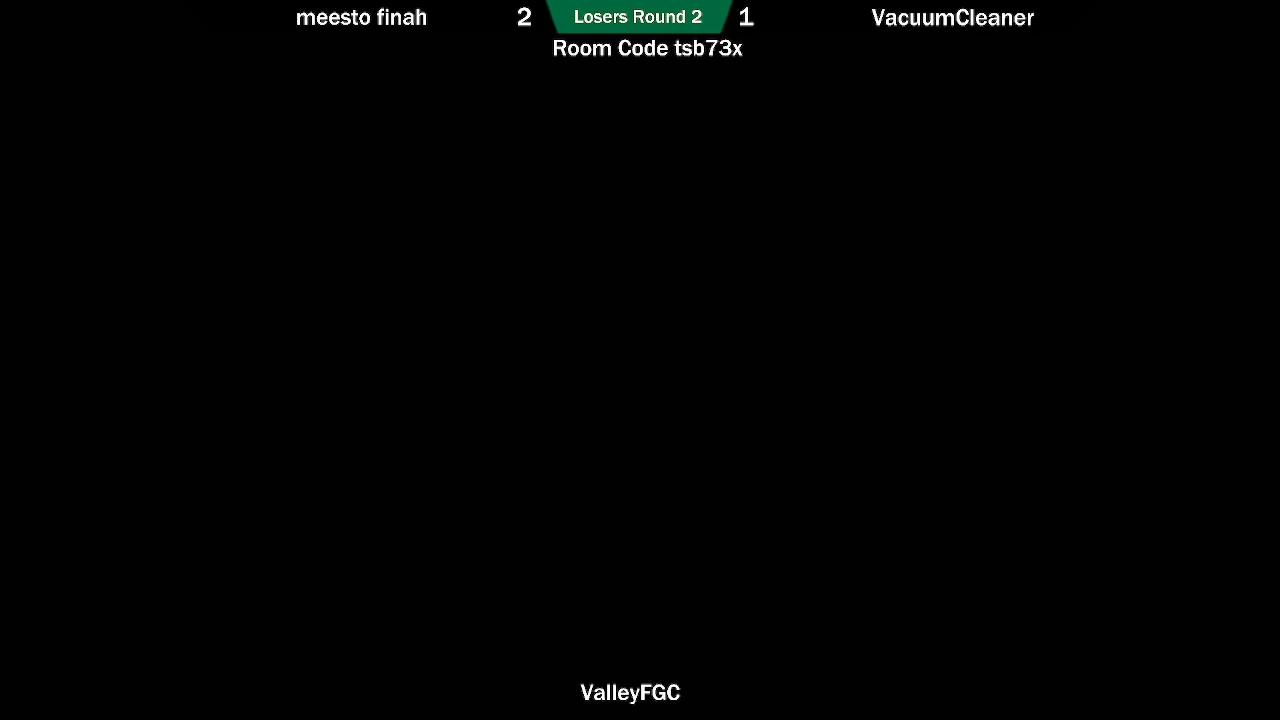 meesto finah 2 Losers Round 2 1 VacuumCleaner
Room Code tsb73x
ValleyFGC